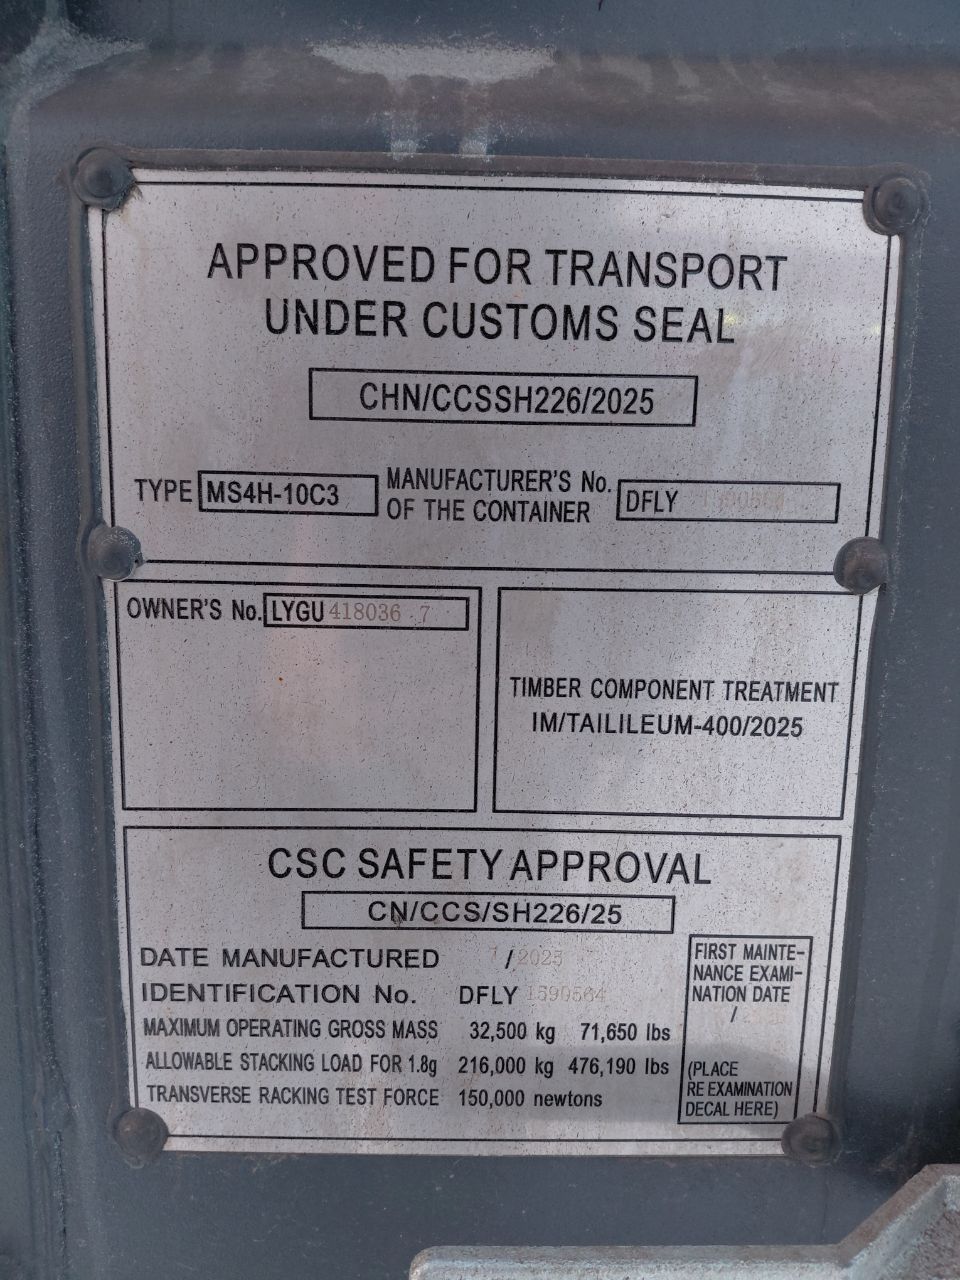 APPROVED FOR TRANSPORT
UNDER CUSTOMS SEAL
CHN/CCSSH226/2025
TYPE MS4H-10C3
MANUFACTURER'S No.
OF THE CONTAINER
DFLY 1590564
OWNER'S No. LYGU 418036 7
TIMBER COMPONENT TREATMENT
IM/TAILILEUM-400/2025
CSC SAFETY APPROVAL
CN/CCS/SH226/25
DATE MANUFACTURED 7/2025
IDENTIFICATION No. DFLY 1590564
MAXIMUM OPERATING GROSS MASS 32,500 kg 71,650 lbs
ALLOWABLE STACKING LOAD FOR 1.8g 216,000 kg 476,190 lbs
TRANSVERSE RACKING TEST FORCE 150,000 newtons
FIRST MAINTE-
NANCE EXAMI-
NATION DATE
/
(PLACE
RE EXAMINATION
DECAL HERE)